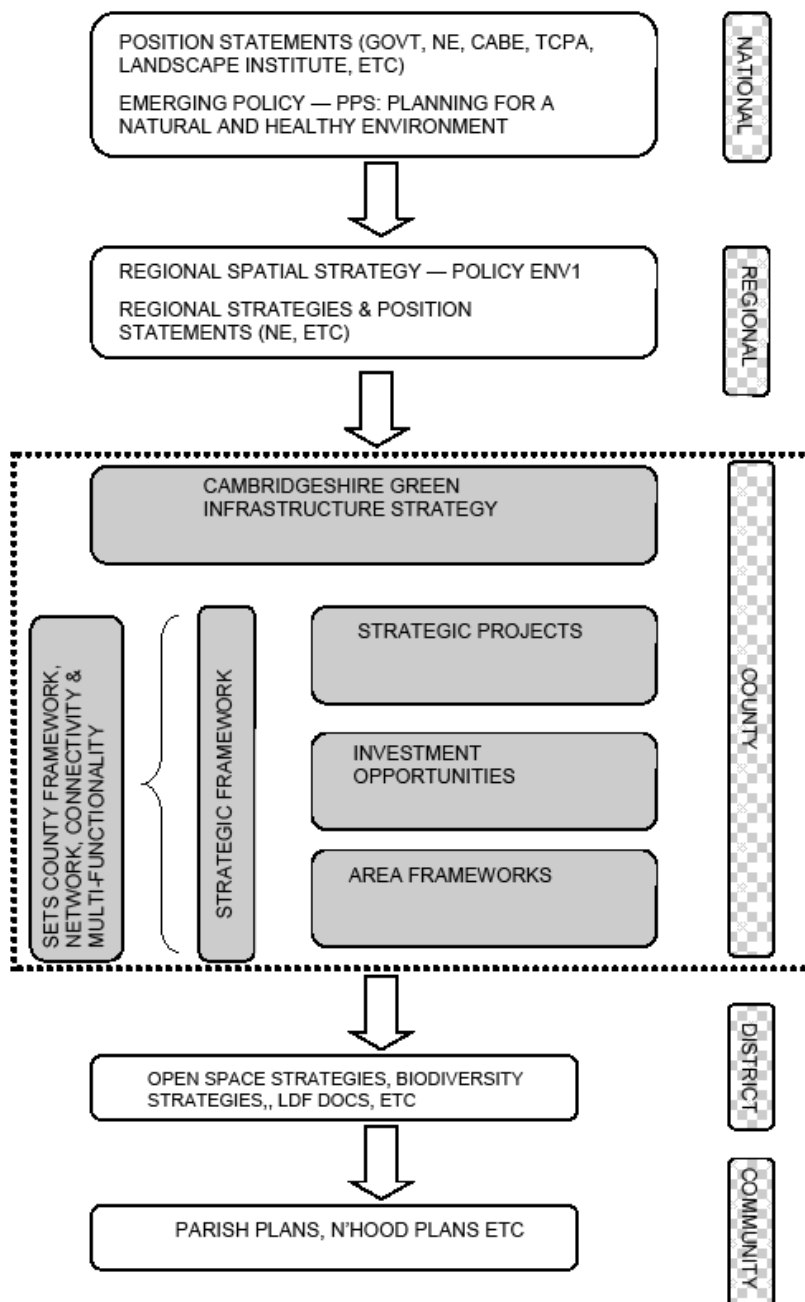 POSITION STATEMENTS (GOVT, NE, CABE, TCPA,
LANDSCAPE INSTITUTE, ETC)
EMERGING POLICY — PPS: PLANNING FOR A
NATURAL AND HEALTHY ENVIRONMENT
NATIONAL
REGIONAL SPATIAL STRATEGY — POLICY ENV1
REGIONAL STRATEGIES & POSITION
STATEMENTS (NE, ETC)
REGIONAL
CAMBRIDGESHIRE GREEN
INFRASTRUCTURE STRATEGY
SETS COUNTY FRAMEWORK,
NETWORK, CONNECTIVITY &
MULTI-FUNCTIONALITY
STRATEGIC FRAMEWORK
STRATEGIC PROJECTS
INVESTMENT
OPPORTUNITIES
AREA FRAMEWORKS
COUNTY
OPEN SPACE STRATEGIES, BIODIVERSITY
STRATEGIES,, LDF DOCS, ETC
DISTRICT
PARISH PLANS, N'HOOD PLANS ETC
COMMUNITY